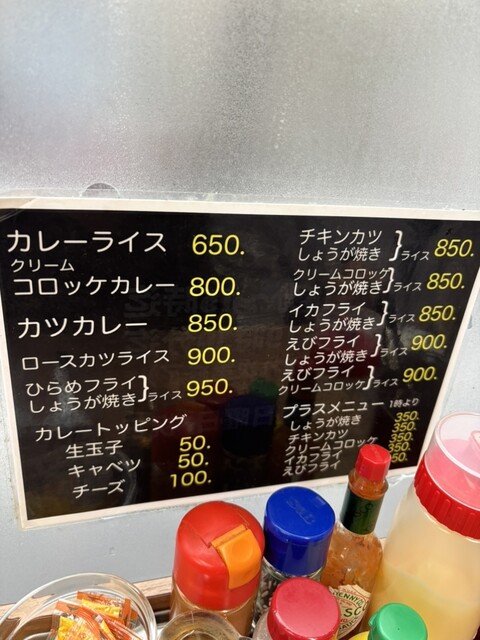 カレーライス 650.
クリーム
コロッケカレー 800.
カツカレー 850.
ロースカツライス 900.
ひらめフライ
しょうが焼き}ライス 950.
カレートッピング
生玉子 50.
キャベツ 50.
チーズ 100.
チキンカツ
しょうが焼き}ライス 850.
クリームコロッケ
しょうが焼き}ライス 850.
イカフライ
しょうが焼き}ライス 850.
えびフライ
しょうが焼き}ライス 900.
えびフライ
クリームコロッケ}ライス 900.
プラスメニュー 1時より
しょうが焼き 350.
チキンカツ 350.
クリームコロッケ 350.
イカフライ 350.
えびフライ